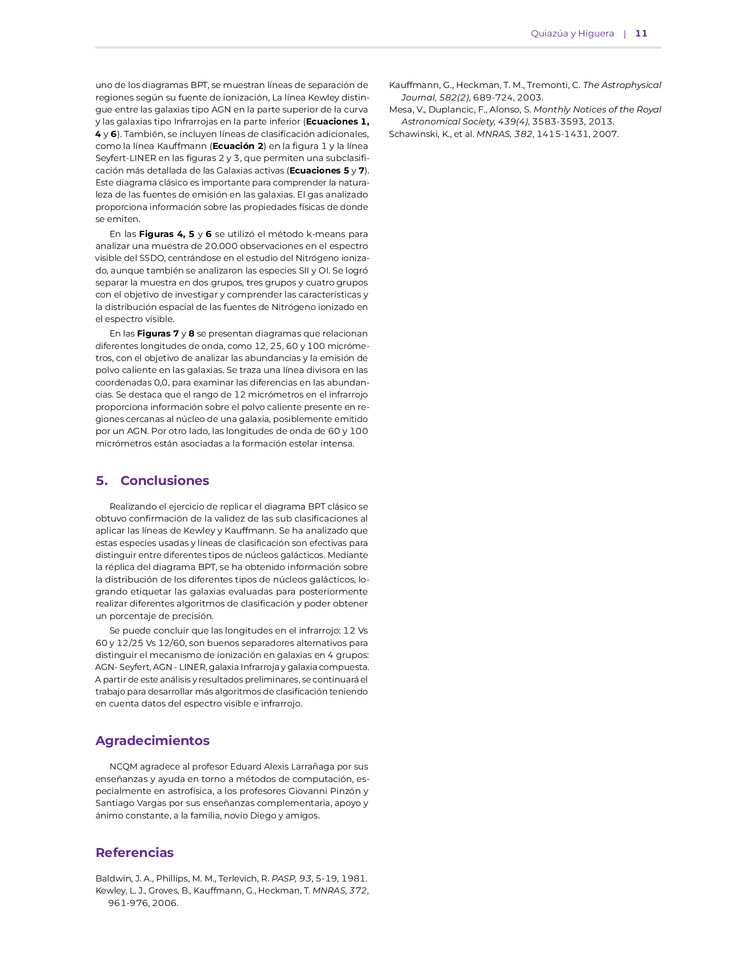 Quiazúa y Higuera | 11
uno de los diagramas BPT, se muestran líneas de separación de
regiones según su fuente de ionización, La línea Kewley distin-
gue entre las galaxias tipo AGN en la parte superior de la curva
y las galaxias tipo Infrarrojas en la parte inferior (Ecuaciones 1,
4 y 6). También, se incluyen líneas de clasificación adicionales,
como la línea Kauffmann (Ecuación 2) en la figura 1 y la línea
Seyfert-LINER en las figuras 2 y 3, que permiten una subclasifi-
cación más detallada de las Galaxias activas (Ecuaciones 5 y 7).
Este diagrama clásico es importante para comprender la natura-
leza de las fuentes de emisión en las galaxias. El gas analizado
proporciona información sobre las propiedades físicas de donde
se emiten.
En las Figuras 4, 5 y 6 se utilizó el método k-means para
analizar una muestra de 20.000 observaciones en el espectro
visible del SSDO, centrándose en el estudio del Nitrógeno ioniza-
do, aunque también se analizaron las especies SII y OI. Se logró
separar la muestra en dos grupos, tres grupos y cuatro grupos
con el objetivo de investigar y comprender las características y
la distribución espacial de las fuentes de Nitrógeno ionizado en
el espectro visible.
En las Figuras 7 y 8 se presentan diagramas que relacionan
diferentes longitudes de onda, como 12, 25, 60 y 100 micróme-
tros, con el objetivo de analizar las abundancias y la emisión de
polvo caliente en las galaxias. Se traza una línea divisora en las
coordenadas 0,0, para examinar las diferencias en las abundan-
cias. Se destaca que el rango de 12 micrómetros en el infrarrojo
proporciona información sobre el polvo caliente presente en re-
giones cercanas al núcleo de una galaxia, posiblemente emitido
por un AGN. Por otro lado, las longitudes de onda de 60 y 100
micrómetros están asociadas a la formación estelar intensa.
5. Conclusiones
Realizando el ejercicio de replicar el diagrama BPT clásico se
obtuvo confirmación de la validez de las sub clasificaciones al
aplicar las líneas de Kewley y Kauffmann. Se ha analizado que
estas especies usadas y líneas de clasificación son efectivas para
distinguir entre diferentes tipos de núcleos galácticos. Mediante
la réplica del diagrama BPT, se ha obtenido información sobre
la distribución de los diferentes tipos de núcleos galácticos, lo-
grando etiquetar las galaxias evaluadas para posteriormente
realizar diferentes algoritmos de clasificación y poder obtener
un porcentaje de precisión.
Se puede concluir que las longitudes en el infrarrojo: 12 Vs
60 y 12/25 Vs 12/60, son buenos separadores alternativos para
distinguir el mecanismo de ionización en galaxias en 4 grupos:
AGN- Seyfert, AGN - LINER, galaxia Infrarroja y galaxia compuesta.
A partir de este análisis y resultados preliminares, se continuará el
trabajo para desarrollar más algoritmos de clasificación teniendo
en cuenta datos del espectro visible e infrarrojo.
Agradecimientos
NCQM agradece al profesor Eduard Alexis Larrañaga por sus
enseñanzas y ayuda en torno a métodos de computación, es-
pecialmente en astrofísica, a los profesores Giovanni Pinzón y
Santiago Vargas por sus enseñanzas complementaria, apoyo y
ánimo constante, a la familia, novio Diego y amigos.
Referencias
Baldwin, J. A., Phillips, M. M., Terlevich, R. PASP, 93, 5-19, 1981.
Kewley, L. J., Groves, B., Kauffmann, G., Heckman, T. MNRAS, 372,
961-976, 2006.
Kauffmann, G., Heckman, T. M., Tremonti, C. The Astrophysical
Journal, 582(2), 689-724, 2003.
Mesa, V., Duplancic, F., Alonso, S. Monthly Notices of the Royal
Astronomical Society, 439(4), 3583-3593, 2013.
Schawinski, K., et al. MNRAS, 382, 1415-1431, 2007.